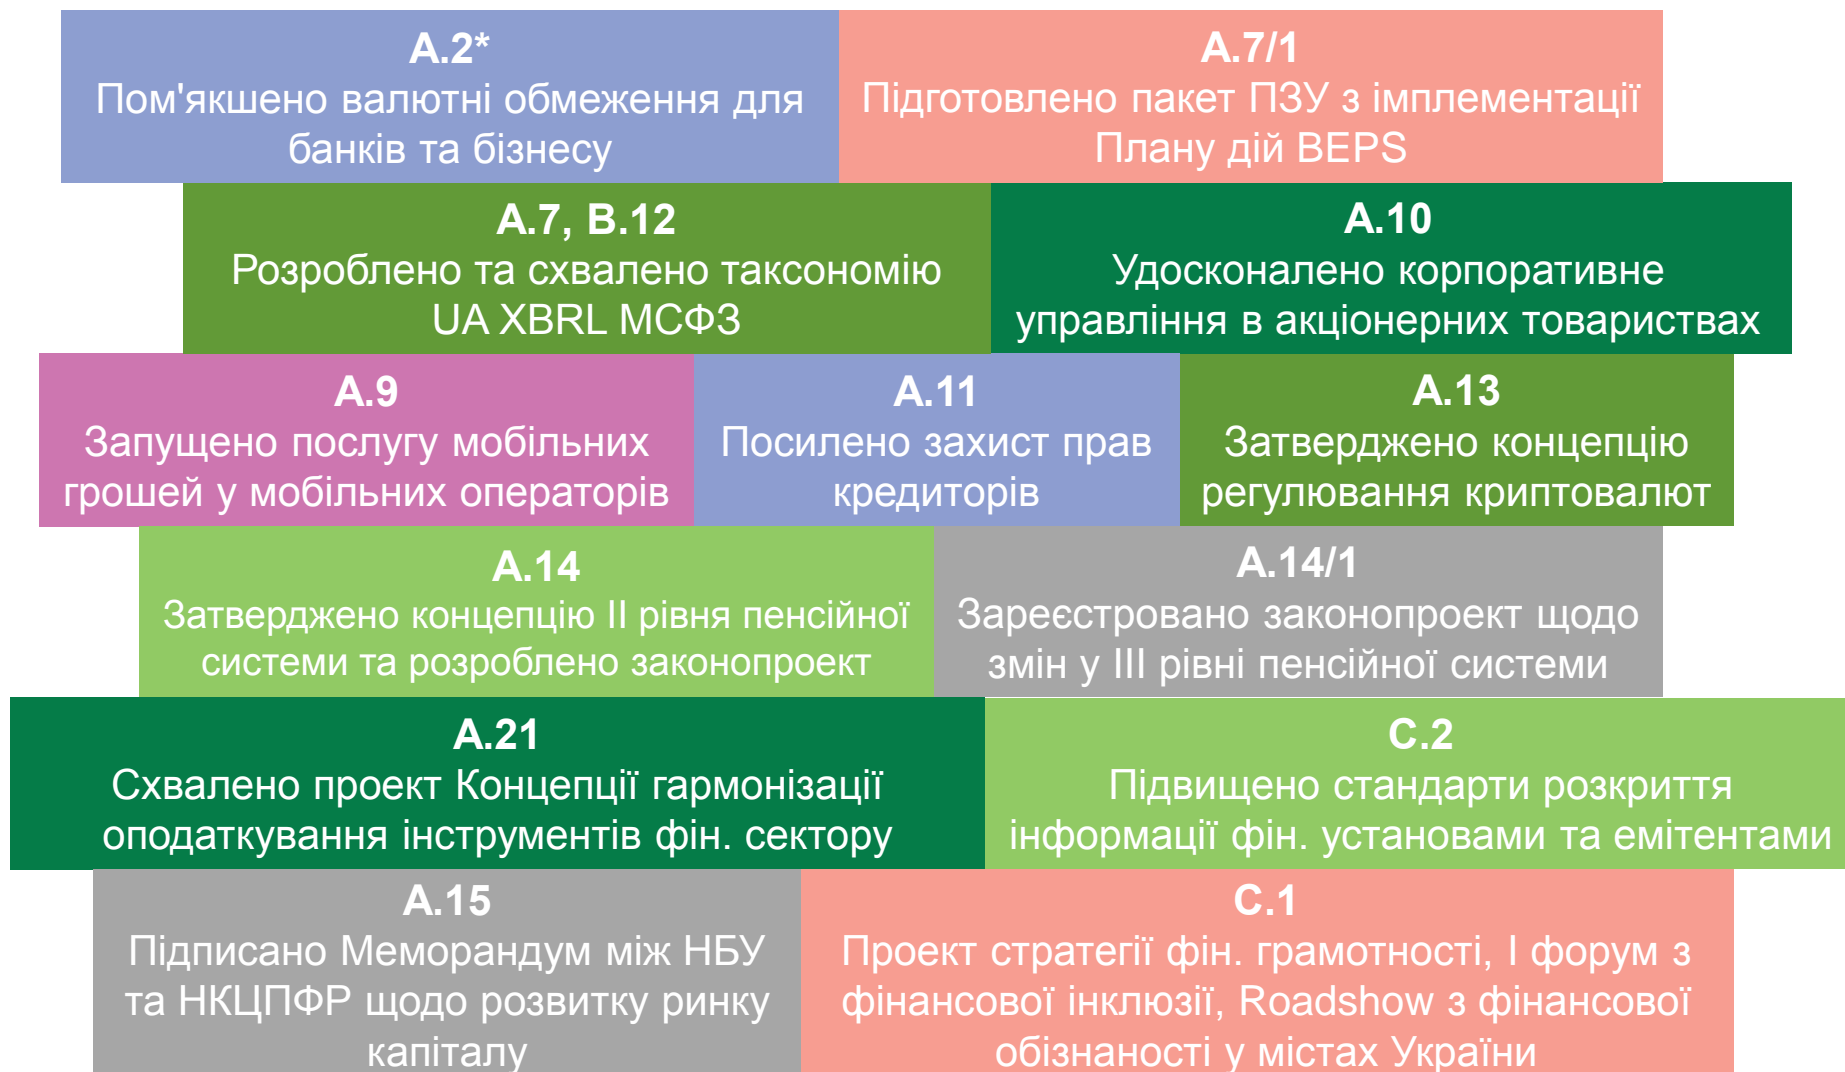 A.2*
Пом'якшено валютні обмеження для
банків та бізнесу
A.7/1
Підготовлено пакет ПЗУ з імплементації
Плану дій BEPS
A.7, B.12
Розроблено та схвалено таксономію
UA XBRL МСФЗ
A.10
Удосконалено корпоративне
управління в акціонерних товариствах
A.9
Запущено послугу мобільних
грошей у мобільних операторів
A.11
Посилено захист прав
кредиторів
A.13
Затверджено концепцію
регулювання криптовалют
A.14
Затверджено концепцію ІІ рівня пенсійної
системи та розроблено законопроект
A.14/1
Зареєстровано законопроект щодо
змін у ІІІ рівні пенсійної системи
A.21
Схвалено проект Концепції гармонізації
оподаткування інструментів фін. сектору
C.2
Підвищено стандарти розкриття
інформації фін. установами та емітентами
A.15
Підписано Меморандум між НБУ
та НКЦПФР щодо розвитку ринку
капіталу
C.1
Проект стратегії фін. грамотності, І форум з
фінансової інклюзії, Roadshow з фінансової
обізнаності у містах України